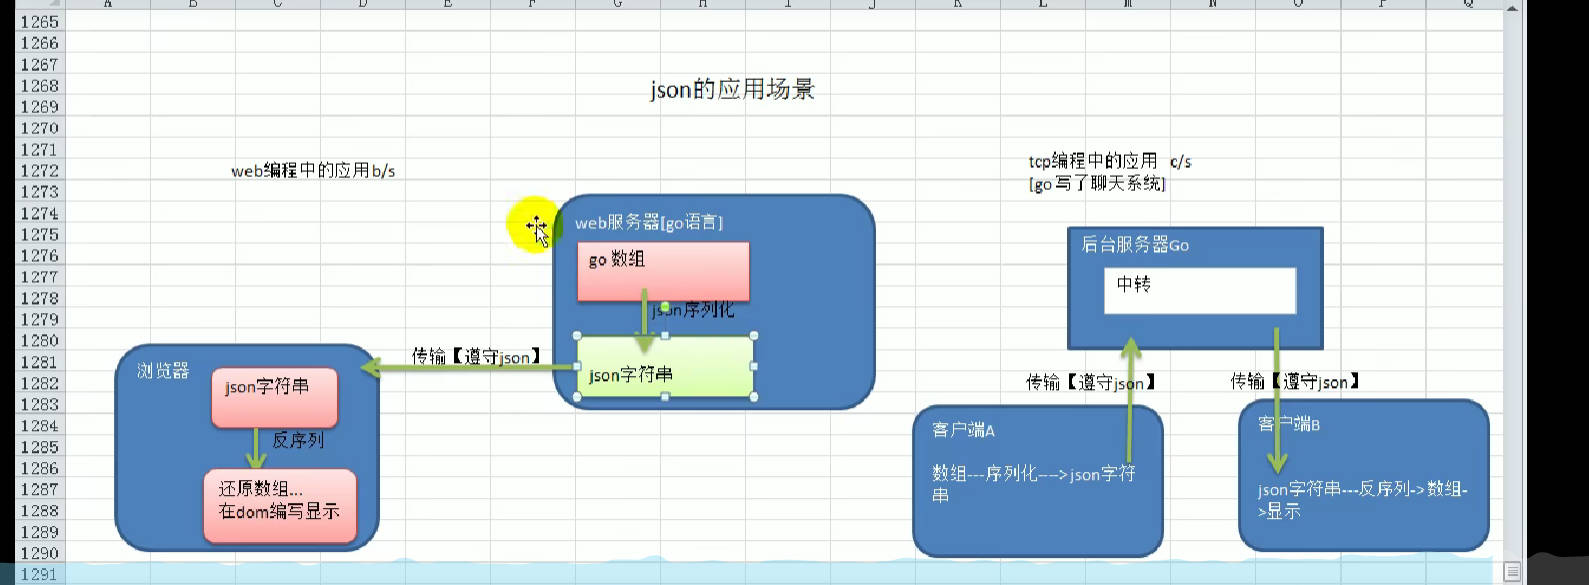 A B C D E F G H I J K L M N O P Q
1265
1266
1267
1268
1269
1270
1271
1272
1273
1274
1275
1276
1277
1278
1279
1280
1281
1282
1283
1284
1285
1286
1287
1288
1289
1290
1291
json的应用场景
web编程中的应用b/s
web服务器[go语言]
go 数组
json序列化
json字符串
传输【遵守json】
浏览器
json字符串
反序列
还原数组...
在dom编写显示
tcp编程中的应用 c/s
[go 写了聊天系统]
后台服务器Go
中转
传输【遵守json】
传输【遵守json】
客户端A
数组---序列化---->json字符
串
客户端B
json字符串---反序列->数组-
>显示